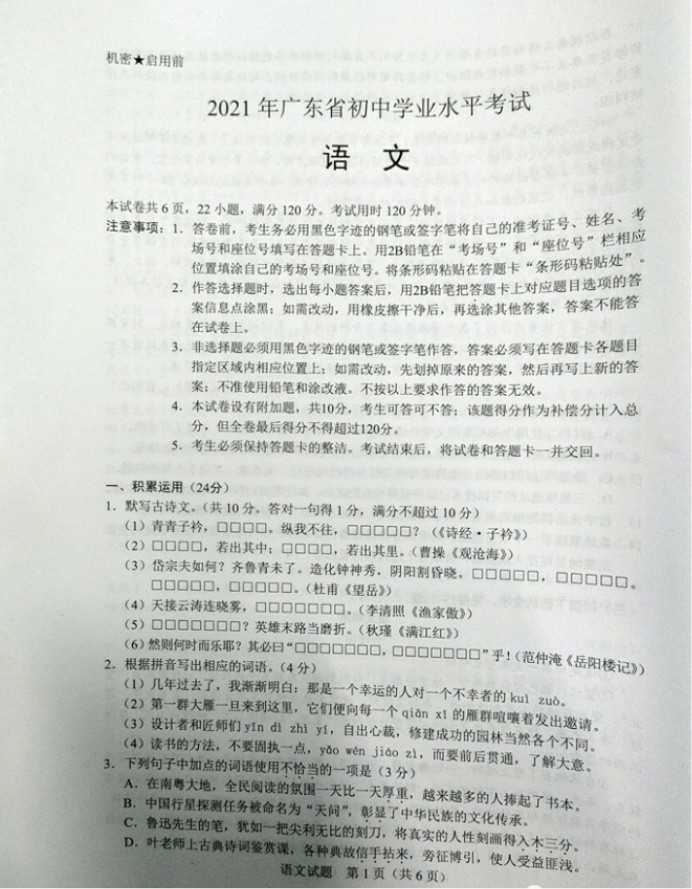 机密★启用前
2021年广东省初中学业水平考试
语 文
本试卷共6页，22小题，满分120分。考试用时120分钟。
注意事项：1. 答卷前，考生务必用黑色字迹的钢笔或签字笔将自己的准考证号、姓名、考
场号和座位号填写在答题卡上。用2B铅笔在“考场号”和“座位号”栏相应
位置填涂自己的考场号和座位号。将条形码粘贴在答题卡“条形码粘贴处”。
2. 作答选择题时，选出每小题答案后，用2B铅笔把答题卡上对应题目选项的答
案信息点涂黑；如需改动，用橡皮擦干净后，再选涂其他答案，答案不能答
在试卷上。
3. 非选择题必须用黑色字迹的钢笔或签字笔作答，答案必须写在答题卡各题目
指定区域内相应位置上；如需改动，先划掉原来的答案，然后再写上新的答
案；不准使用铅笔和涂改液。不按以上要求作答的答案无效。
4. 本试卷设有附加题，共10分，考生可答可不答；该题得分作为补偿分计入总
分，但全卷最后得分不得超过120分。
5. 考生必须保持答题卡的整洁。考试结束后，将试卷和答题卡一并交回。
一、积累运用（24分）
1. 默写古诗文。（共10分。答对一句得1分，满分不超过10分）
（1）青青子衿，□□□□。纵我不往，□□□□□？（《诗经·子衿》）
（2）□□□□，若出其中；□□□□，若出其里。（曹操《观沧海》）
（3）岱宗夫如何？齐鲁青未了。造化钟神秀，阴阳割昏晓。□□□□□，□□□□□。
□□□□□，□□□□□。（杜甫《望岳》）
（4）天接云涛连晓雾，□□□□□□□。（李清照《渔家傲》）
（5）□□□□□□□？英雄末路当磨折。（秋瑾《满江红》）
（6）然则何时而乐耶？其必曰“□□□□□□□，□□□□□□□”乎！（范仲淹《岳阳楼记》）
2. 根据拼音写出相应的词语。（4分）
（1）几年过去了，我渐渐明白：那是一个幸运的人对一个不幸者的 kuì zuò。
（2）第一群大雁一旦来到这里，它们便向每一个 qiān xǐ 的雁群喧嚷着发出邀请。
（3）设计者和匠师们 yīn dì zhì yí，自出心裁，修建成功的园林当然各个不同。
（4）读书的方法，不要固执一点，yǎo wén jiáo zì，而要前后贯通，了解大意。
3. 下列句子中加点的词语使用不恰当的一项是（3分）
A. 在南粤大地，全民阅读的氛围一天比一天厚重，越来越多的人捧起了书本。
B. 中国行星探测任务被命名为“天问”，彰显了中华民族的文化传承。
C. 鲁迅先生的笔，犹如一把尖利无比的刻刀，将真实的人性刻画得入木三分。
D. 叶老师上古典诗词鉴赏课，各种典故信手拈来，旁征博引，使人受益匪浅。
语文试题 第1页（共6页）